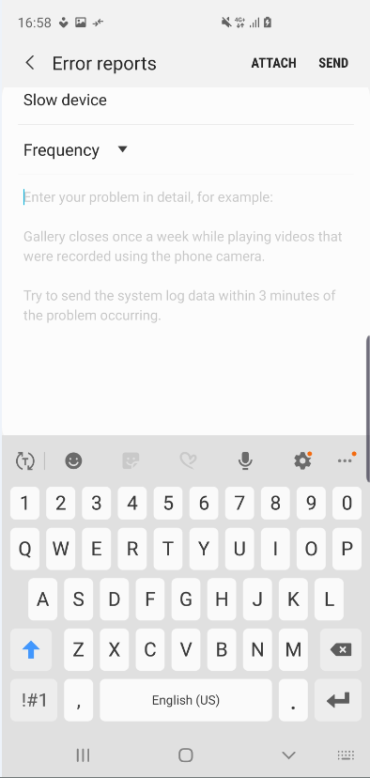 16:58
Error reports ATTACH SEND
Slow device
Frequency
Enter your problem in detail, for example:
Gallery closes once a week while playing videos that
were recorded using the phone camera.
Try to send the system log data within 3 minutes of
the problem occurring.
1 2 3 4 5 6 7 8 9 0
Q W E R T Y U I O P
A S D F G H J K L
Z X C V B N M
!#1 , English (US) .